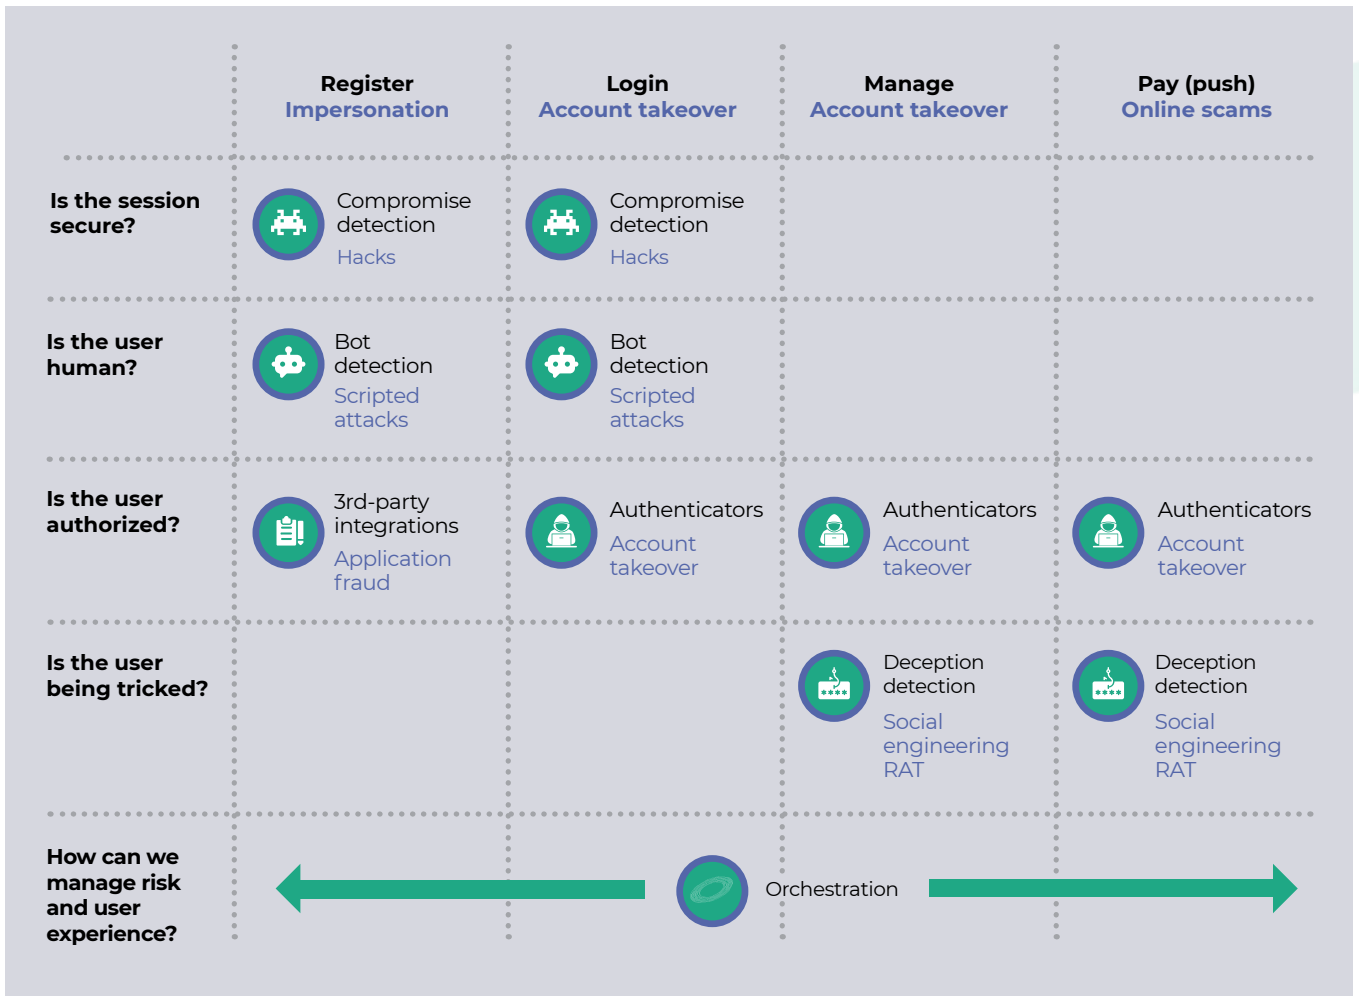 Register
Impersonation
Login
Account takeover
Manage
Account takeover
Pay (push)
Online scams
Is the session
secure?
Compromise
detection
Hacks
Compromise
detection
Hacks
Is the user
human?
Bot
detection
Scripted
attacks
Bot
detection
Scripted
attacks
Is the user
authorized?
3rd-party
integrations
Application
fraud
Authenticators
Account
takeover
Authenticators
Account
takeover
Authenticators
Account
takeover
Is the user
being tricked?
Deception
detection
Social
engineering
RAT
Deception
detection
Social
engineering
RAT
How can we
manage risk
and user
experience?
Orchestration